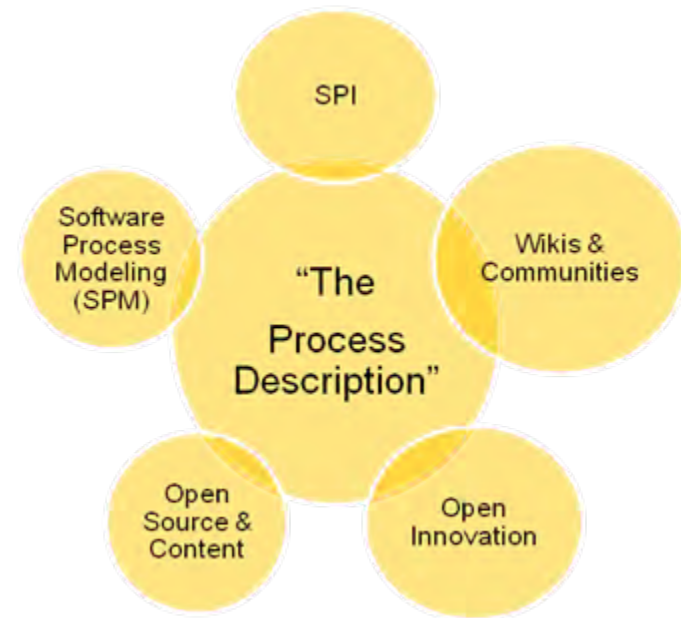 SPI
Software
Process
Modeling
(SPM)
“The
Process
Description”
Wikis &
Communities
Open
Source &
Content
Open
Innovation